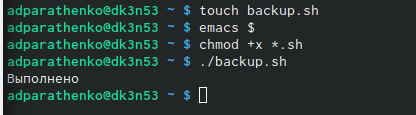 adparathenko@dk3n53 ~ $ touch backup.sh
adparathenko@dk3n53 ~ $ emacs $
adparathenko@dk3n53 ~ $ chmod +x *.sh
adparathenko@dk3n53 ~ $ ./backup.sh
Выполнено
adparathenko@dk3n53 ~ $